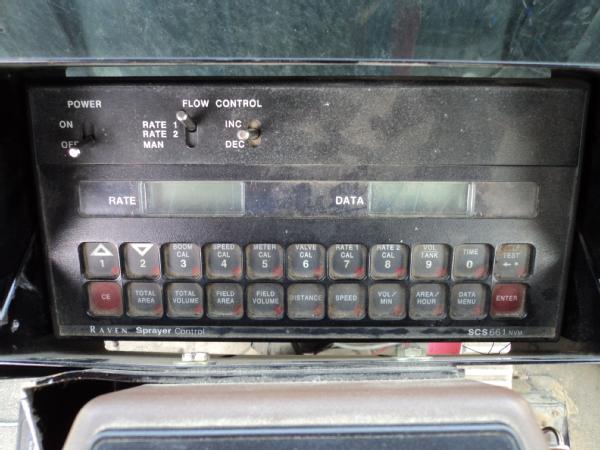 POWER FLOW CONTROL
ON RATE 1 INC
RATE 2
OFF MAN DEC
RATE DATA
BOOM CAL SPEED CAL METER CAL VALVE CAL RATE 1 CAL RATE 2 CAL VOL TANK TIME TEST
1 2 3 4 5 6 7 8 9 0
CE TOTAL AREA TOTAL VOLUME FIELD AREA FIELD VOLUME DISTANCE SPEED VOL/MIN AREA/HOUR DATA MENU ENTER
RAVEN Sprayer Control SCS 661 NVM